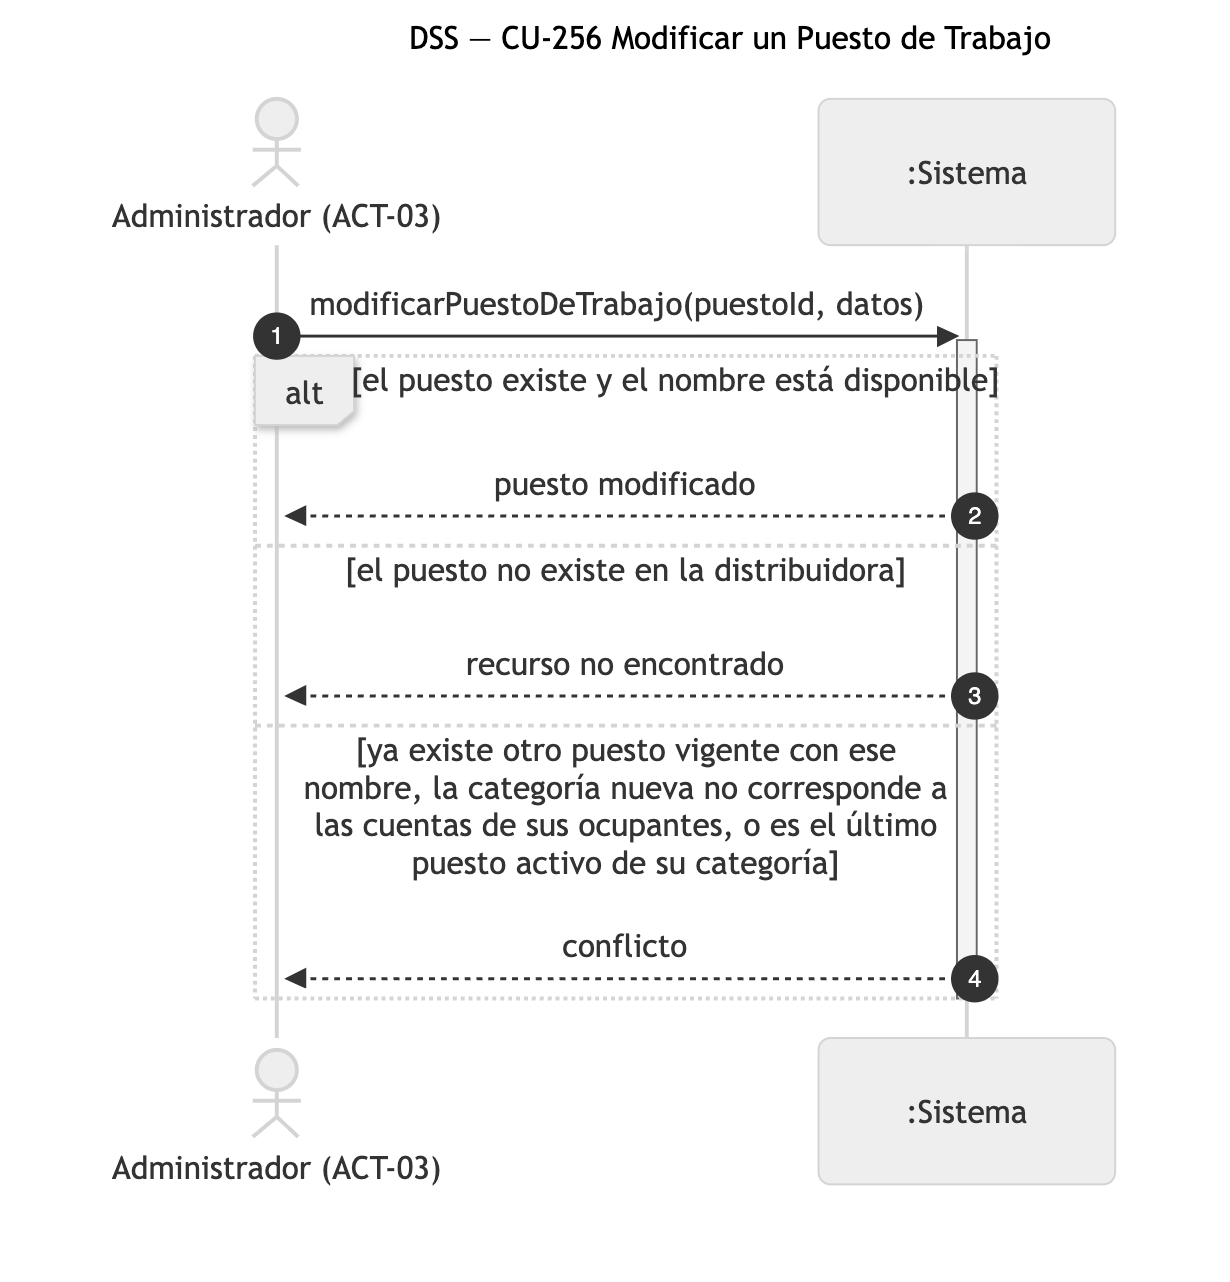 DSS — CU-256 Modificar un Puesto de Trabajo
Administrador (ACT-03)
:Sistema
modificarPuestoDeTrabajo(puestoId, datos)
1
alt
[el puesto existe y el nombre está disponible]
puesto modificado
2
[el puesto no existe en la distribuidora]
recurso no encontrado
3
[ya existe otro puesto vigente con ese
nombre, la categoría nueva no corresponde a
las cuentas de sus ocupantes, o es el último
puesto activo de su categoría]
conflicto
4
Administrador (ACT-03)
:Sistema